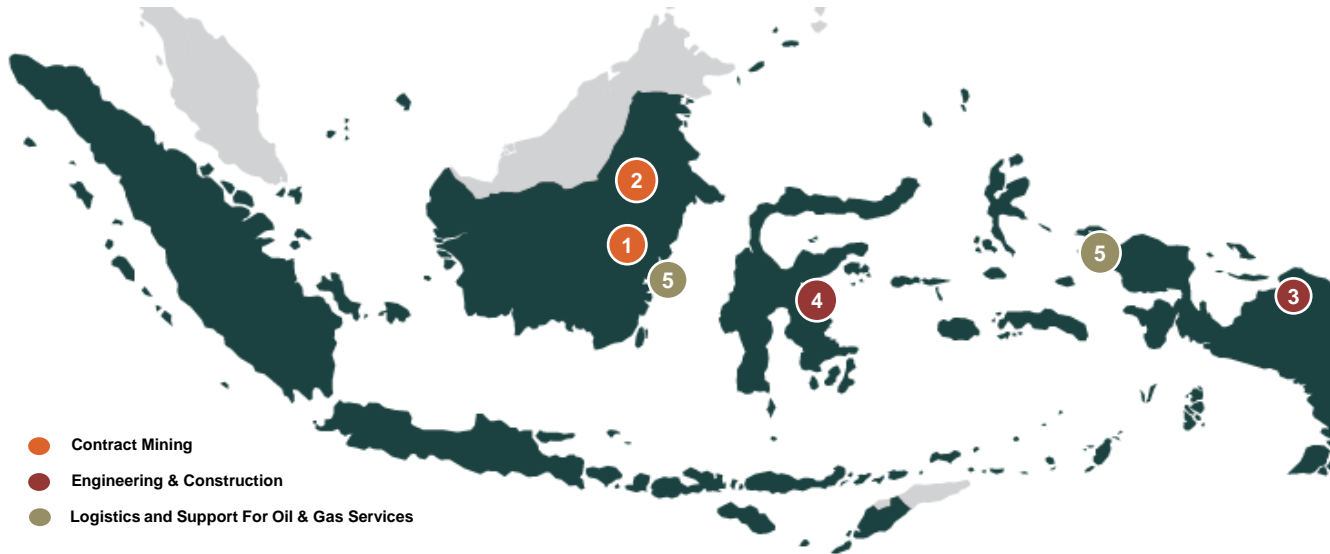 2
1
5
5
3
4
Contract Mining
Engineering & Construction
Logistics and Support For Oil & Gas Services